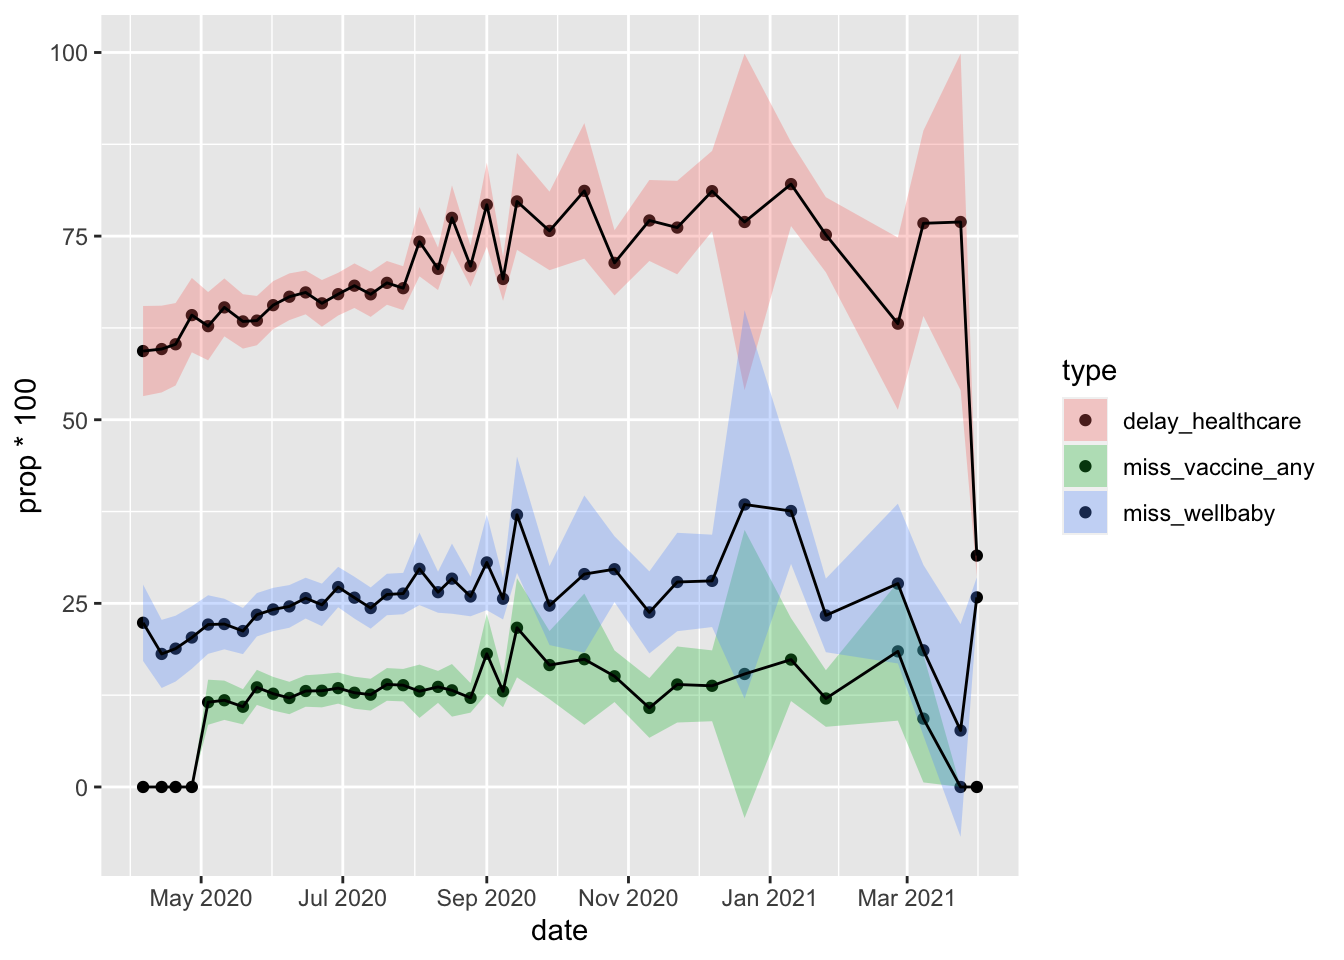 100
75
50
25
0
prop * 100
May 2020
Jul 2020
Sep 2020
Nov 2020
Jan 2021
Mar 2021
date
type
delay_healthcare
miss_vaccine_any
miss_wellbaby